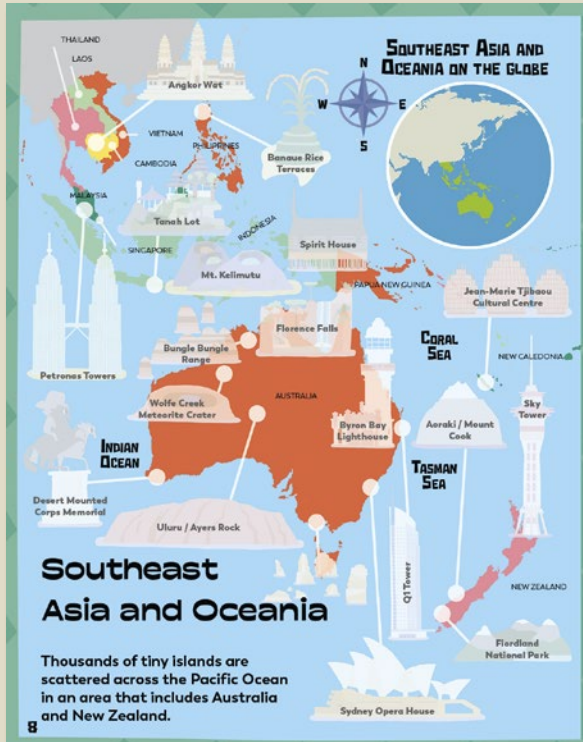 Southeast Asia and
Oceania on the globe
N
W
E
S
THAILAND
LAOS
Angkor Wat
VIETNAM
CAMBODIA
PHILIPPINES
Banaue Rice
Terraces
MALAYSIA
Tanah Lot
INDONESIA
SINGAPORE
Mt. Kelimutu
Spirit House
PAPUA NEW GUINEA
Jean-Marie Tjibaou
Cultural Centre
Petronas Towers
Bungle Bungle
Range
Florence Falls
Coral
Sea
NEW CALEDONIA
Wolfe Creek
Meteorite Crater
AUSTRALIA
Byron Bay
Lighthouse
Aoraki / Mount
Cook
Sky
Tower
Indian
Ocean
Tasman
Sea
Desert Mounted
Corps Memorial
Uluru / Ayers Rock
Q1 Tower
NEW ZEALAND
Fiordland
National Park
Sydney Opera House
Southeast
Asia and Oceania
Thousands of tiny islands are
scattered across the Pacific Ocean
in an area that includes Australia
and New Zealand.
8